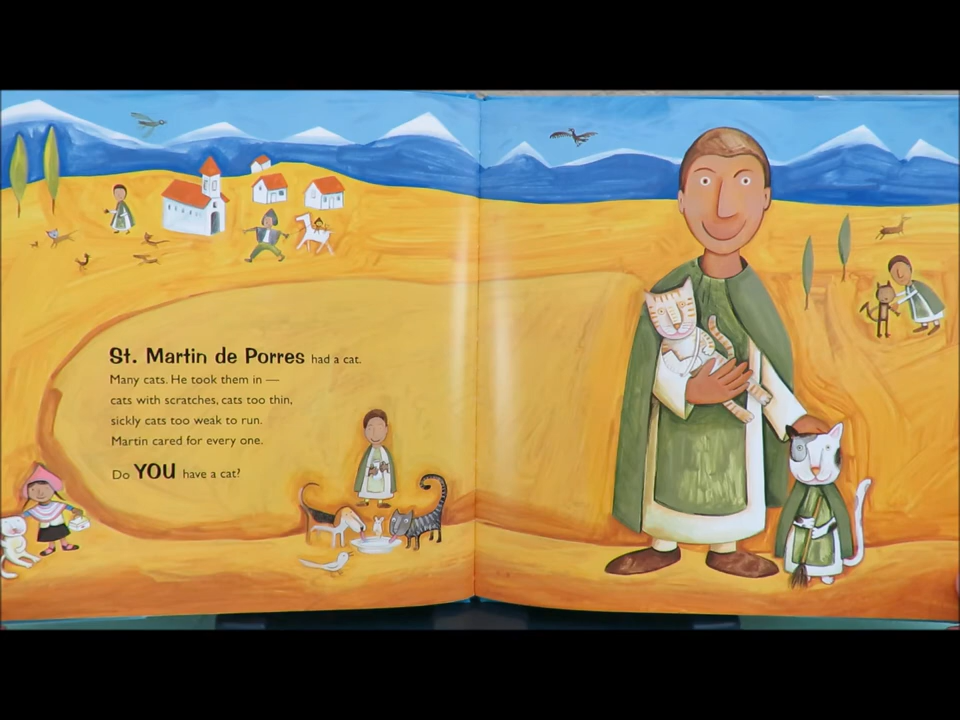 St. Martin de Porres had a cat.
Many cats. He took them in —
cats with scratches, cats too thin,
sickly cats too weak to run.
Martin cared for every one.
Do YOU have a cat?